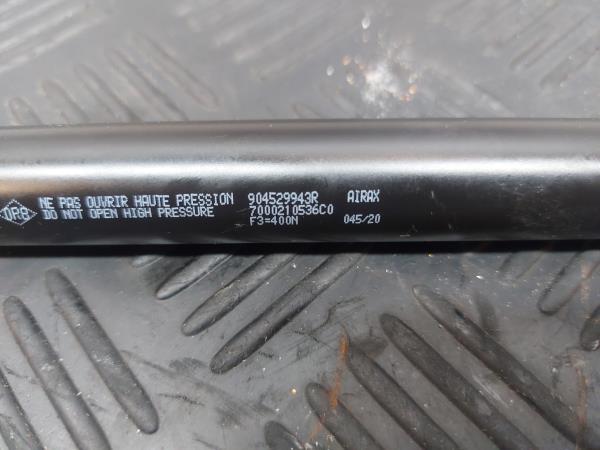 NE PAS OUVRIR HAUTE PRESSION 904529943R AIRAX
DO NOT OPEN HIGH PRESSURE 7000210536C0 045/20
F3=400N